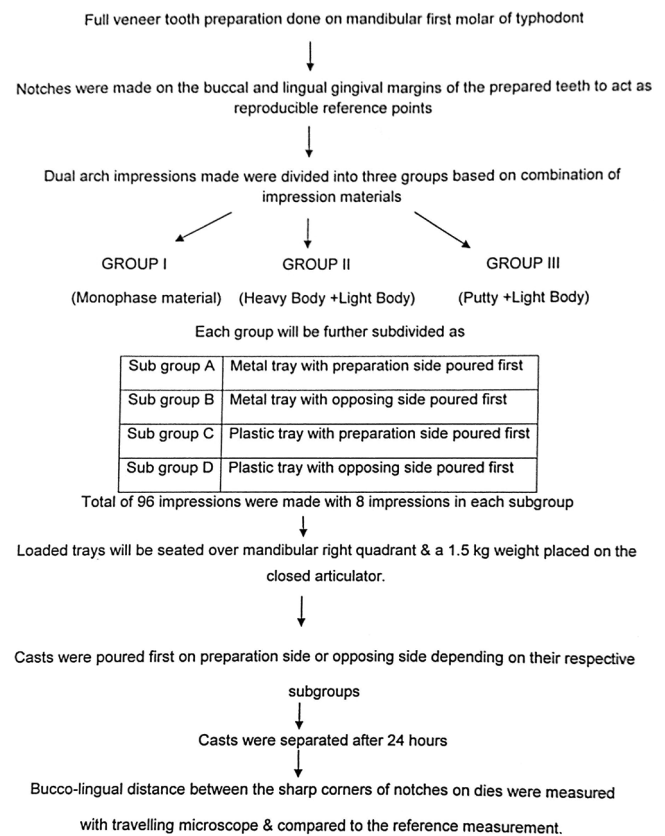 Full veneer tooth preparation done on mandibular first molar of typhodont
Notches were made on the buccal and lingual gingival margins of the prepared teeth to act as
reproducible reference points
Dual arch impressions made were divided into three groups based on combination of
impression materials
GROUP I GROUP II GROUP III
(Monophase material) (Heavy Body +Light Body) (Putty +Light Body)
Each group will be further subdivided as
Sub group A Metal tray with preparation side poured first
Sub group B Metal tray with opposing side poured first
Sub group C Plastic tray with preparation side poured first
Sub group D Plastic tray with opposing side poured first
Total of 96 impressions were made with 8 impressions in each subgroup
Loaded trays will be seated over mandibular right quadrant & a 1.5 kg weight placed on the
closed articulator.
Casts were poured first on preparation side or opposing side depending on their respective
subgroups
Casts were separated after 24 hours
Bucco-lingual distance between the sharp corners of notches on dies were measured
with travelling microscope & compared to the reference measurement.